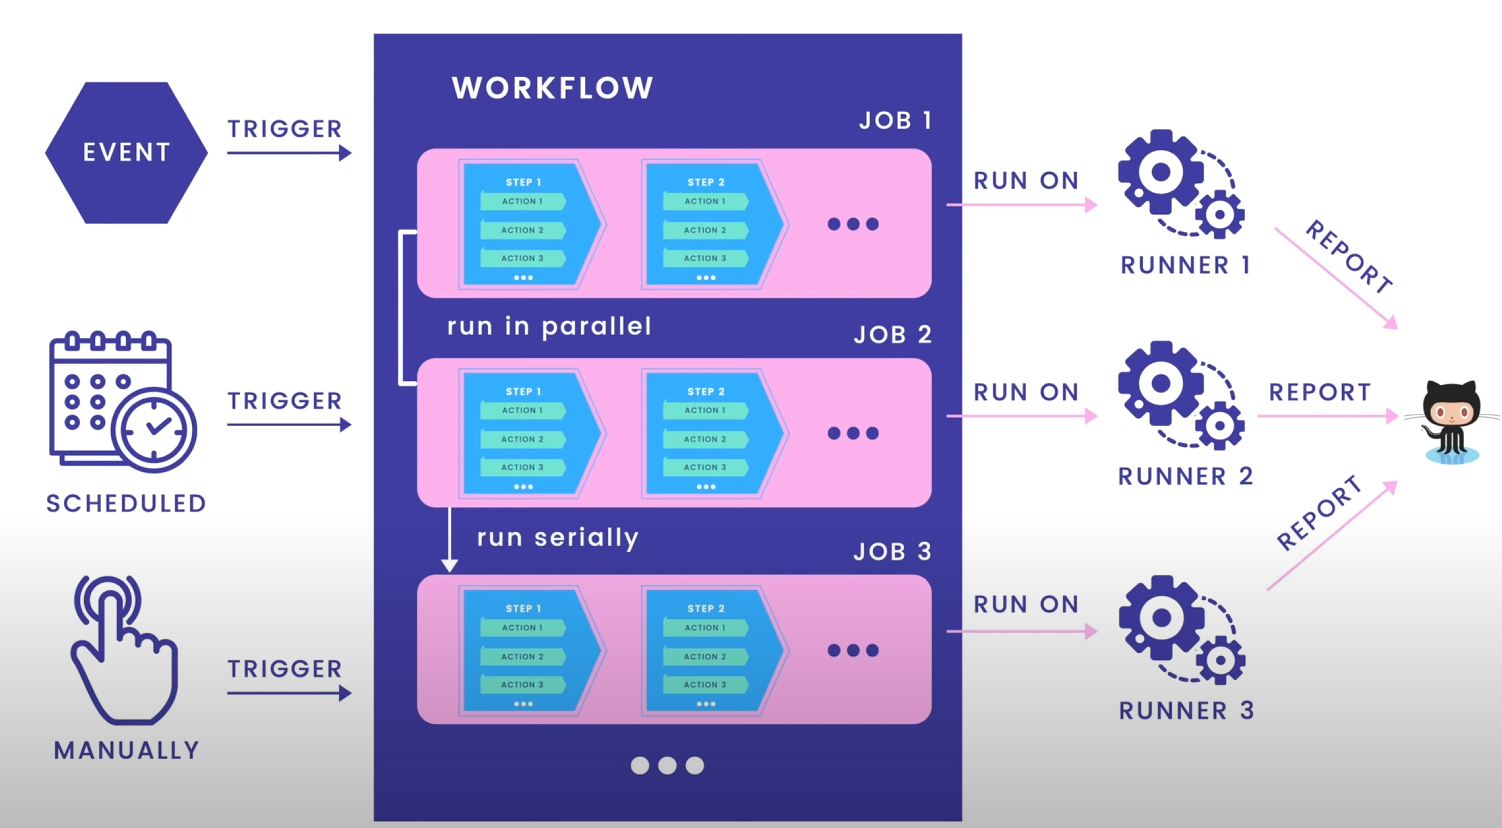 WORKFLOW
EVENT
TRIGGER
JOB 1
STEP 1
ACTION 1
ACTION 2
ACTION 3
STEP 2
ACTION 1
ACTION 2
ACTION 3
RUN ON
RUNNER 1
REPORT
run in parallel
SCHEDULED
TRIGGER
JOB 2
STEP 1
ACTION 1
ACTION 2
ACTION 3
STEP 2
ACTION 1
ACTION 2
ACTION 3
RUN ON
RUNNER 2
REPORT
run serially
MANUALLY
TRIGGER
JOB 3
STEP 1
ACTION 1
ACTION 2
ACTION 3
STEP 2
ACTION 1
ACTION 2
ACTION 3
RUN ON
RUNNER 3
REPORT